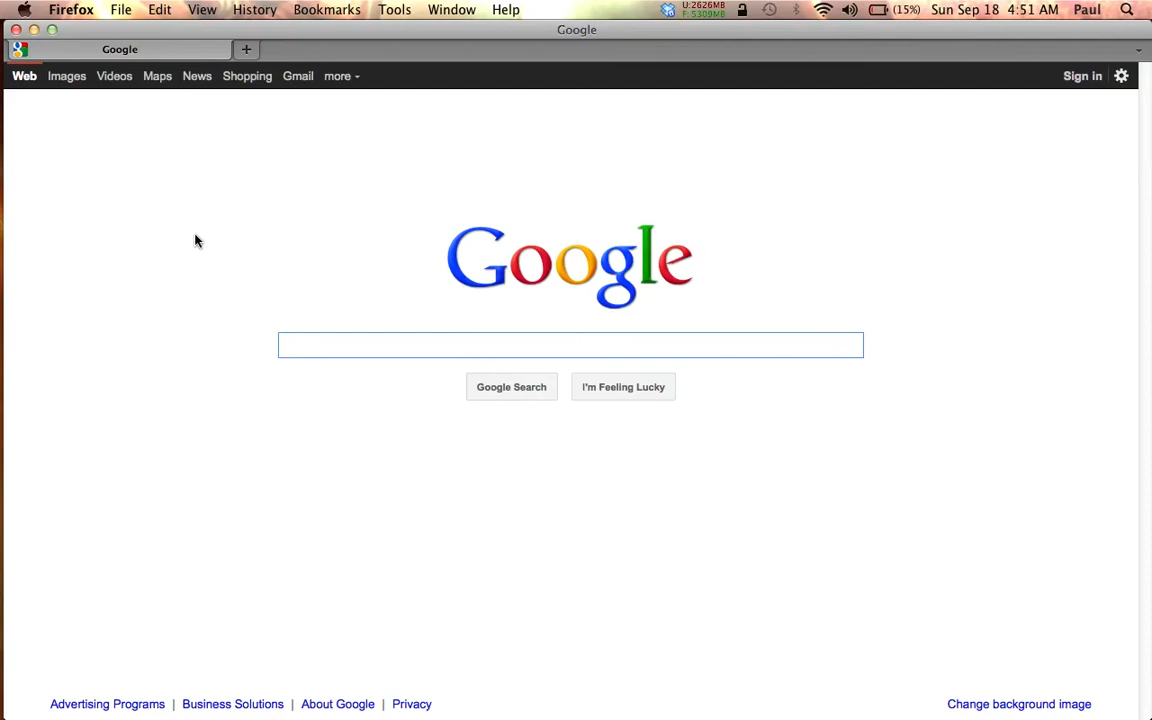 Firefox File Edit View History Bookmarks Tools Window Help U:2626MB F:5309MB (15%) Sun Sep 18 4:51 AM Paul
Google
Google
Web Images Videos Maps News Shopping Gmail more Sign in
Google
Google Search I'm Feeling Lucky
Advertising Programs | Business Solutions | About Google | Privacy Change background image